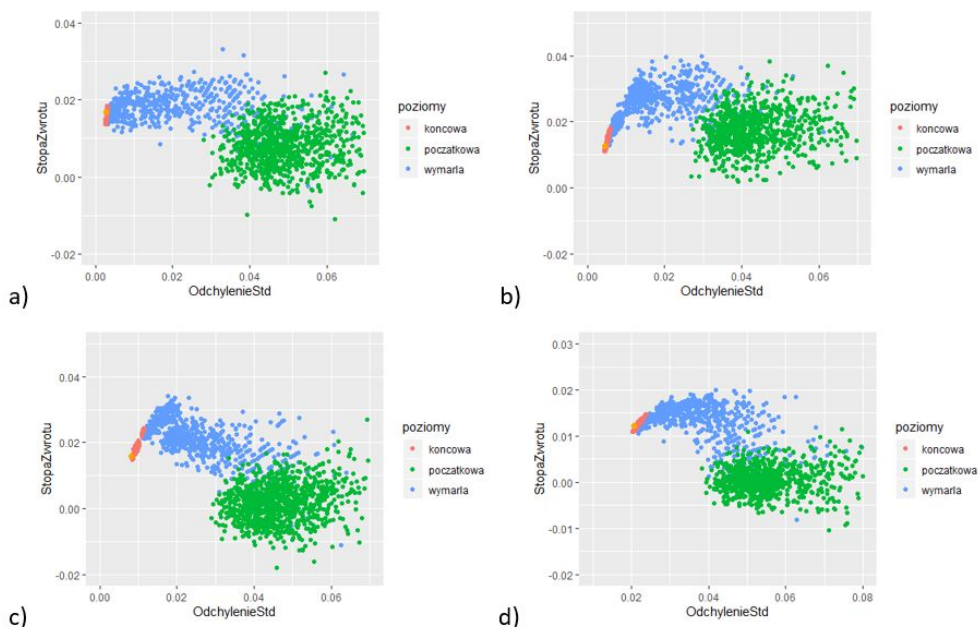 0.04
0.02
0.00
-0.02
StopaZwrotu
0.00 0.02 0.04 0.06
OdchylenieStd
poziomy
koncowa
początkowa
wymarla
a)
0.04
0.02
0.00
-0.02
StopaZwrotu
0.00 0.02 0.04 0.06
OdchylenieStd
poziomy
koncowa
początkowa
wymarla
b)
0.04
0.02
0.00
-0.02
StopaZwrotu
0.00 0.02 0.04 0.06
OdchylenieStd
poziomy
koncowa
poczatkowa
wymarla
c)
0.03
0.02
0.01
0.00
-0.01
-0.02
StopaZwrotu
0.02 0.04 0.06 0.08
OdchylenieStd
poziomy
koncowa
poczatkowa
wymarla
d)